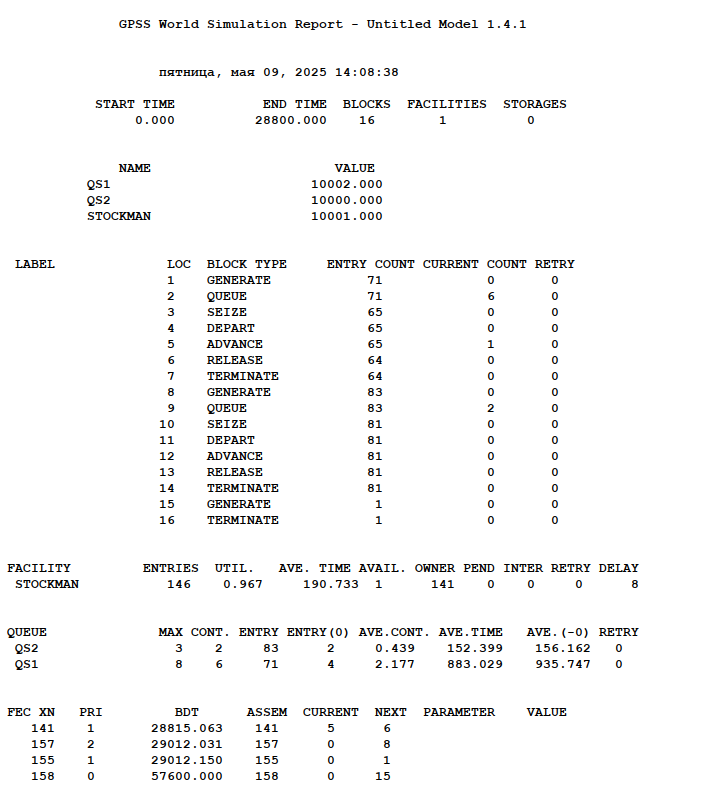 GPSS World Simulation Report - Untitled Model 1.4.1
пятница, мая 09, 2025 14:08:38
START TIME END TIME BLOCKS FACILITIES STORAGES
0.000 28800.000 16 1 0
NAME VALUE
QS1 10002.000
QS2 10000.000
STOCKMAN 10001.000
LABEL LOC BLOCK TYPE ENTRY COUNT CURRENT COUNT RETRY
1 GENERATE 71 0 0
2 QUEUE 71 6 0
3 SEIZE 65 0 0
4 DEPART 65 0 0
5 ADVANCE 65 1 0
6 RELEASE 64 0 0
7 TERMINATE 64 0 0
8 GENERATE 83 0 0
9 QUEUE 83 2 0
10 SEIZE 81 0 0
11 DEPART 81 0 0
12 ADVANCE 81 0 0
13 RELEASE 81 0 0
14 TERMINATE 81 0 0
15 GENERATE 1 0 0
16 TERMINATE 1 0 0
FACILITY ENTRIES UTIL. AVE. TIME AVAIL. OWNER PEND INTER RETRY DELAY
STOCKMAN 146 0.967 190.733 1 141 0 0 0 8
QUEUE MAX CONT. ENTRY ENTRY(0) AVE.CONT. AVE.TIME AVE.(-0) RETRY
QS2 3 2 83 2 0.439 152.399 156.162 0
QS1 8 6 71 4 2.177 883.029 935.747 0
FEC XN PRI BDT ASSEM CURRENT NEXT PARAMETER VALUE
141 1 28815.063 141 5 6
157 2 29012.031 157 0 8
155 1 29012.150 155 0 1
158 0 57600.000 158 0 15